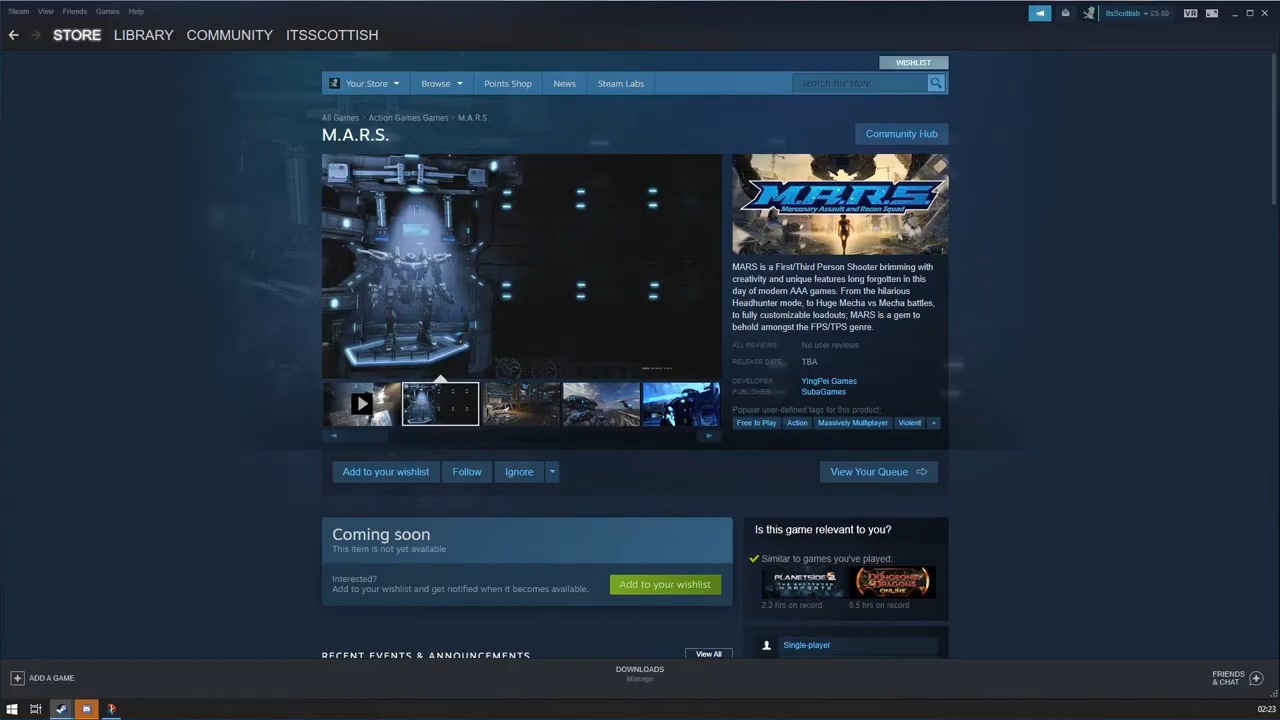 Steam View Friends Games Help
ItsScottish £5.60
VR
STORE LIBRARY COMMUNITY ITSSCOTTISH
WISHLIST
Your Store Browse Points Shop News Steam Labs
search the store
All Games > Action Games Games > M.A.R.S.
M.A.R.S.
Community Hub
M.A.R.S.
Mercenary Assault and Recon Squad
MARS is a First/Third Person Shooter brimming with
creativity and unique features long forgotten in this
day of modern AAA games. From the hilarious
Headhunter mode, to Huge Mecha vs Mecha battles,
to fully customizable loadouts; MARS is a gem to
behold amongst the FPS/TPS genre.
ALL REVIEWS: No user reviews
RELEASE DATE: TBA
DEVELOPER: YingPei Games
PUBLISHER: SubaGames
Popular user-defined tags for this product:
Free to Play Action Massively Multiplayer Violent +
Add to your wishlist Follow Ignore
View Your Queue
Coming soon
This item is not yet available
Interested?
Add to your wishlist and get notified when it becomes available.
Add to your wishlist
Is this game relevant to you?
Similar to games you've played:
PLANETSIDE 2
DUNGEONS & DRAGONS
ONLINE
2.2 hrs on record 6.5 hrs on record
Single-player
RECENT EVENTS & ANNOUNCEMENTS
View All
ADD A GAME
DOWNLOADS
Manage
FRIENDS
& CHAT
02:23